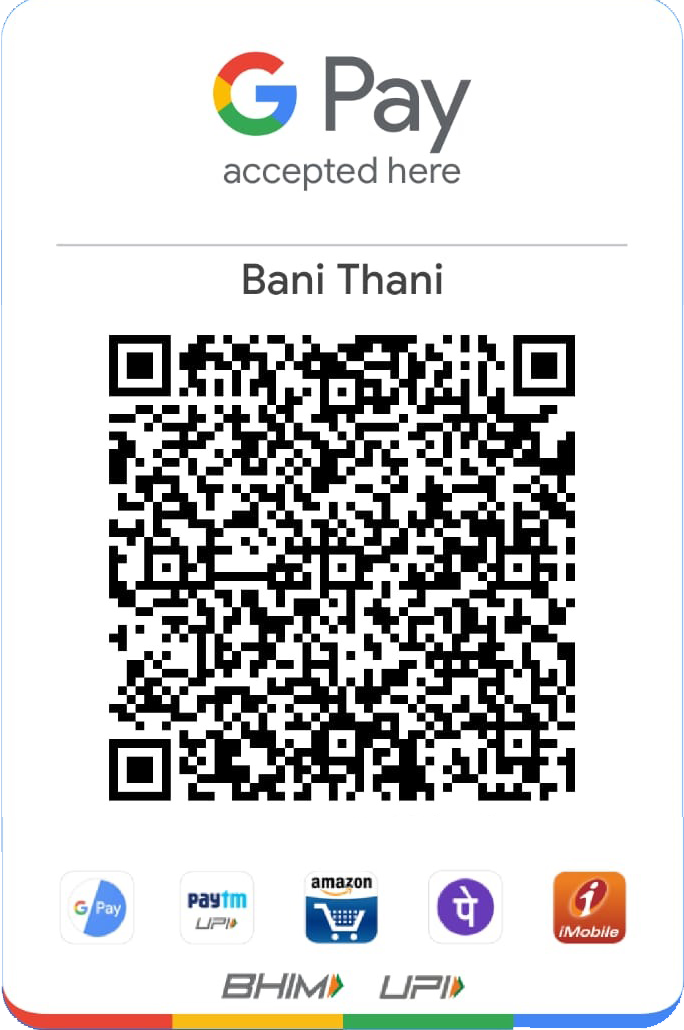 G Pay
accepted here
Bani Thani
G Pay
paytm
UPI
amazon
पे
i
iMobile
BHIM UPI